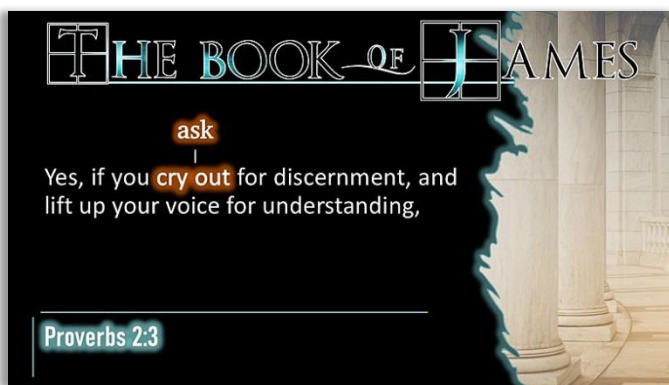 THE BOOK OF JAMES
ask
Yes, if you cry out for discernment, and
lift up your voice for understanding,
Proverbs 2:3